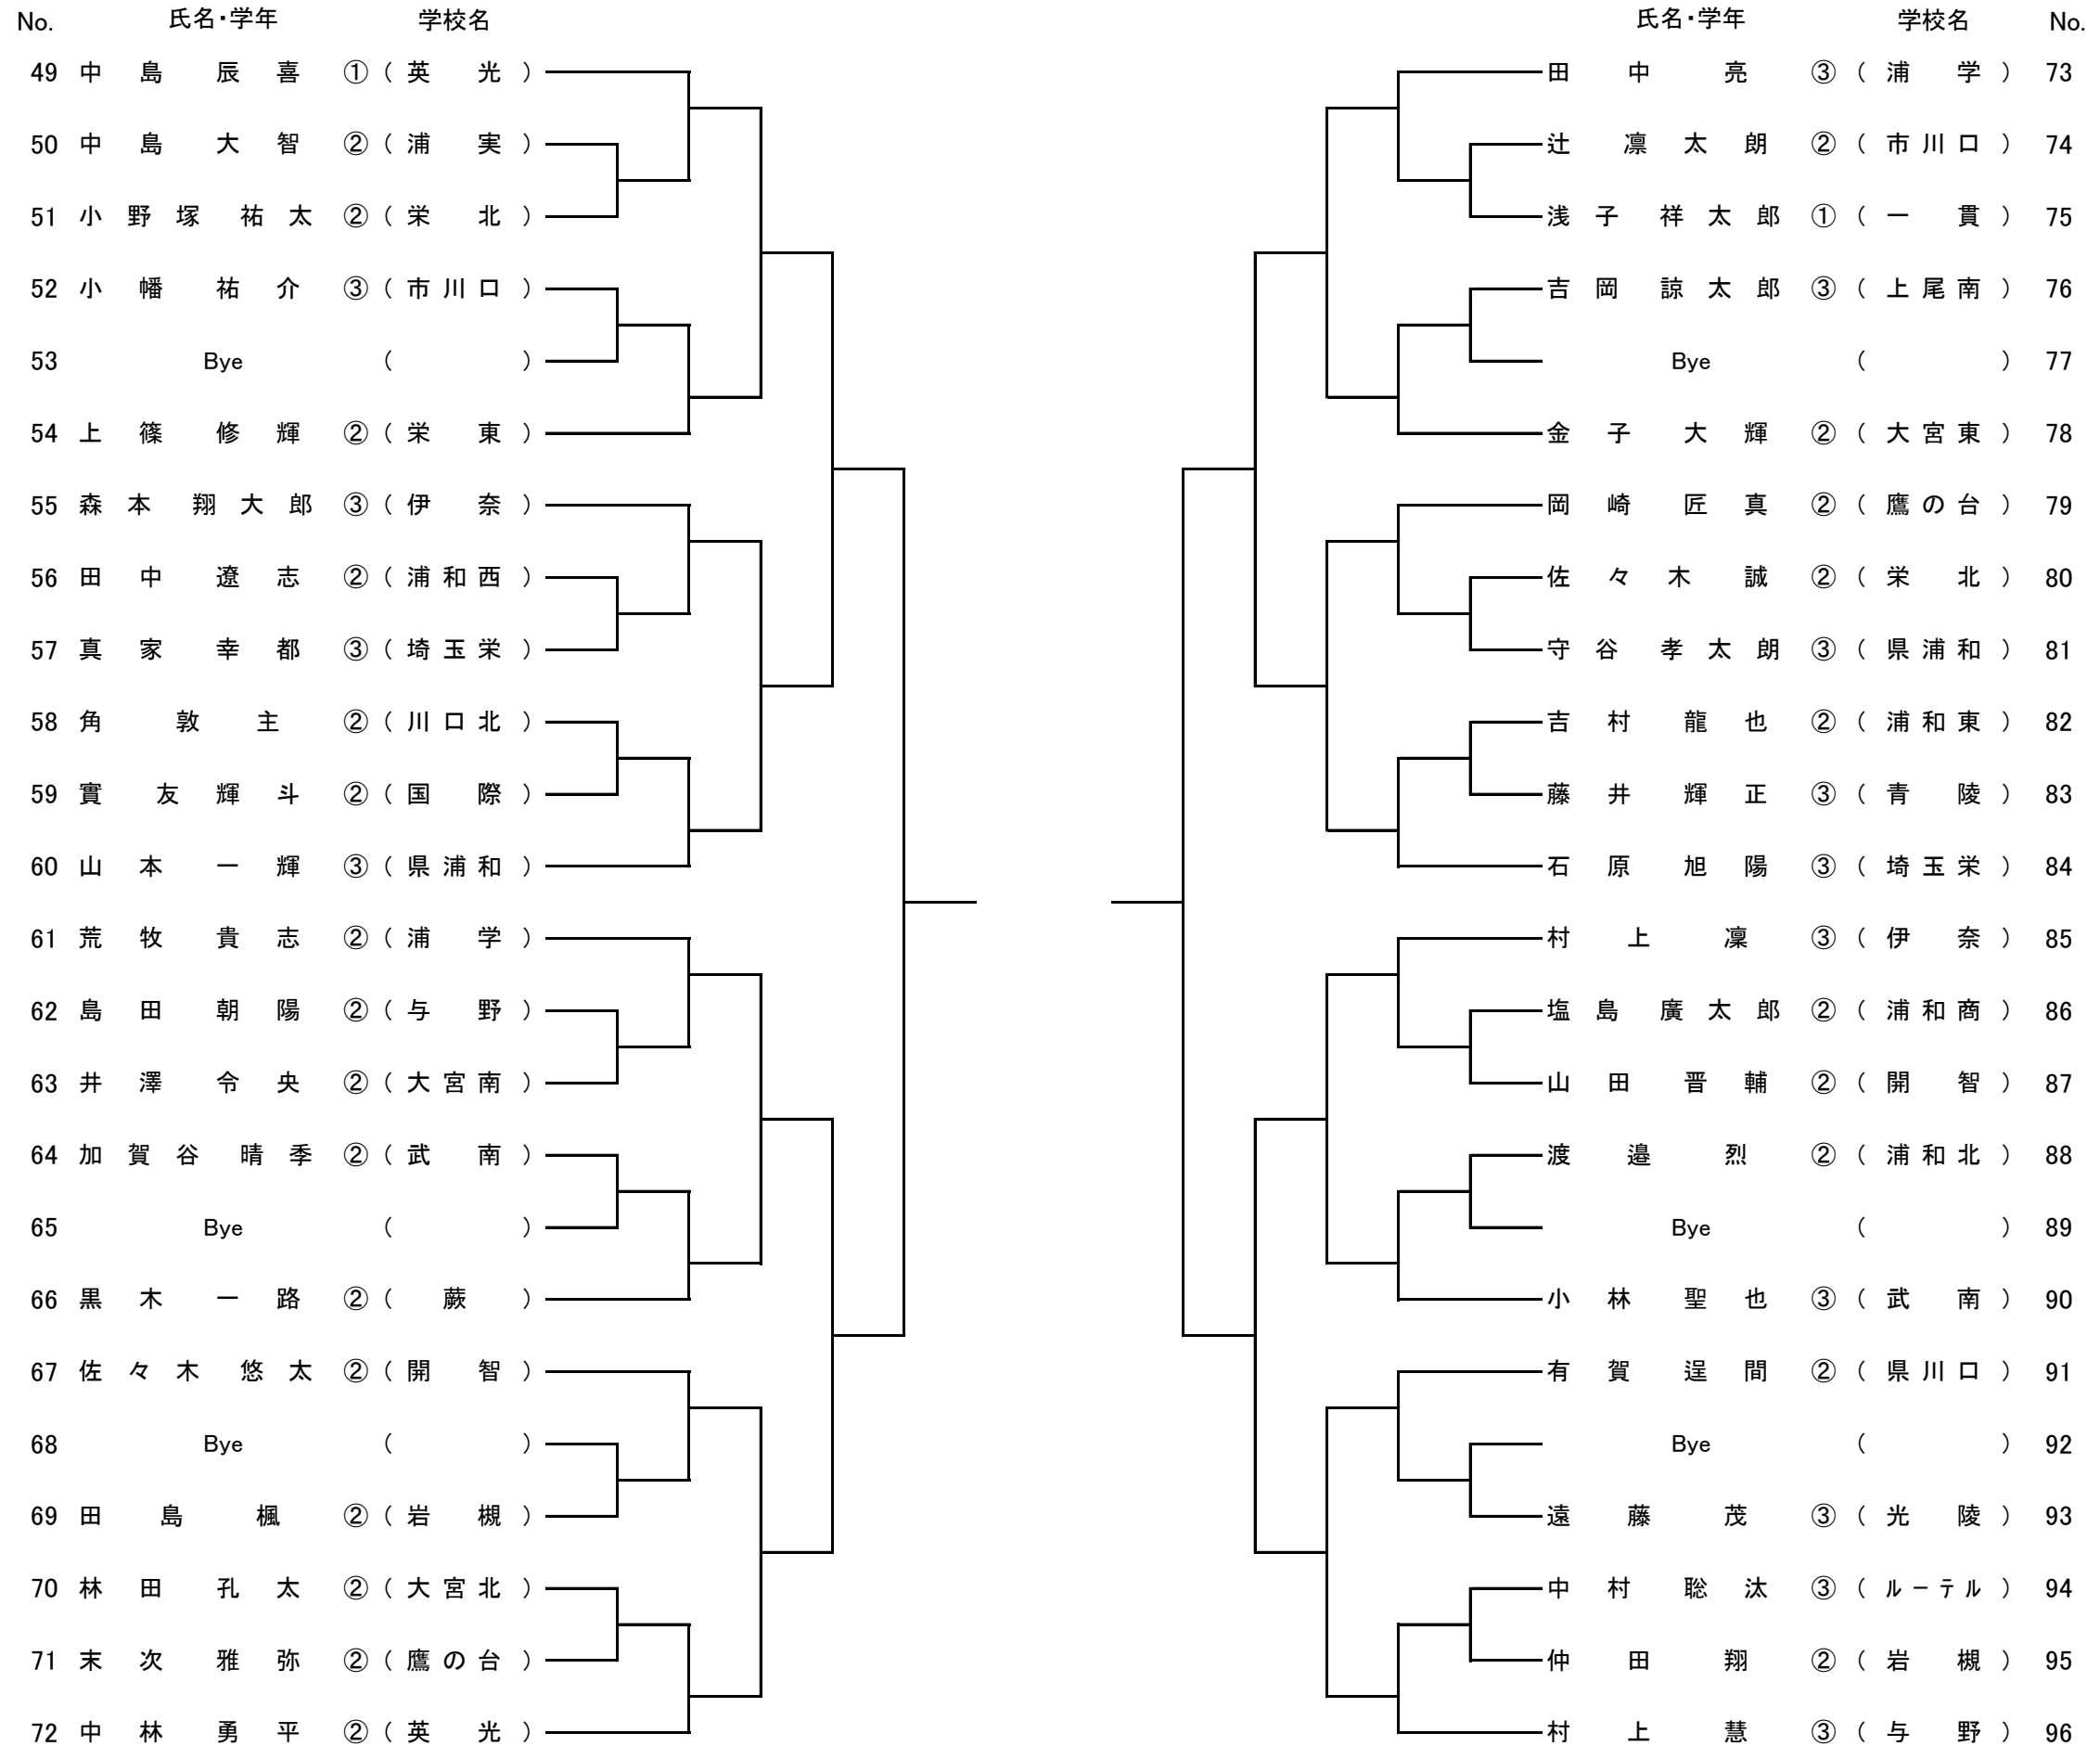 No. 氏名・学年 学校名
49 中島 辰喜 ① ( 英光 )
50 中島 大智 ② ( 浦実 )
51 小野塚 祐太 ② ( 栄北 )
52 小幡 祐介 ③ ( 市川口 )
53 Bye ( )
54 上篠 修輝 ② ( 栄東 )
55 森本 翔大郎 ③ ( 伊奈 )
56 田中 遼志 ② ( 浦和西 )
57 真家 幸都 ③ ( 埼玉栄 )
58 角 敦主 ② ( 川口北 )
59 實 友輝斗 ② ( 国際 )
60 山本 一輝 ③ ( 県浦和 )
61 荒牧 貴志 ② ( 浦学 )
62 島田 朝陽 ② ( 与野 )
63 井澤 令央 ② ( 大宮南 )
64 加賀谷 晴季 ② ( 武南 )
65 Bye ( )
66 黒木 一路 ② ( 蕨 )
67 佐々木 悠太 ② ( 開智 )
68 Bye ( )
69 田島 楓 ② ( 岩槻 )
70 林田 孔太 ② ( 大宮北 )
71 末次 雅弥 ② ( 鷹の台 )
72 中林 勇平 ② ( 英光 )
氏名・学年 学校名 No.
田中 亮 ③ ( 浦学 ) 73
辻 凛太朗 ② ( 市川口 ) 74
浅子 祥太郎 ① ( 一貫 ) 75
吉岡 諒太郎 ③ ( 上尾南 ) 76
Bye ( ) 77
金子 大輝 ② ( 大宮東 ) 78
岡崎 匠真 ② ( 鷹の台 ) 79
佐々木 誠 ② ( 栄北 ) 80
守谷 孝太朗 ③ ( 県浦和 ) 81
吉村 龍也 ② ( 浦和東 ) 82
藤井 輝正 ③ ( 青陵 ) 83
石原 旭陽 ③ ( 埼玉栄 ) 84
村上 凜 ③ ( 伊奈 ) 85
塩島 廣太郎 ② ( 浦和商 ) 86
山田 晋輔 ② ( 開智 ) 87
渡邉 烈 ② ( 浦和北 ) 88
Bye ( ) 89
小林 聖也 ③ ( 武南 ) 90
有賀 逞間 ② ( 県川口 ) 91
Bye ( ) 92
遠藤 茂 ③ ( 光陵 ) 93
中村 聡汰 ③ ( ﾙｰﾃﾙ ) 94
仲田 翔 ② ( 岩槻 ) 95
村上 慧 ③ ( 与野 ) 96